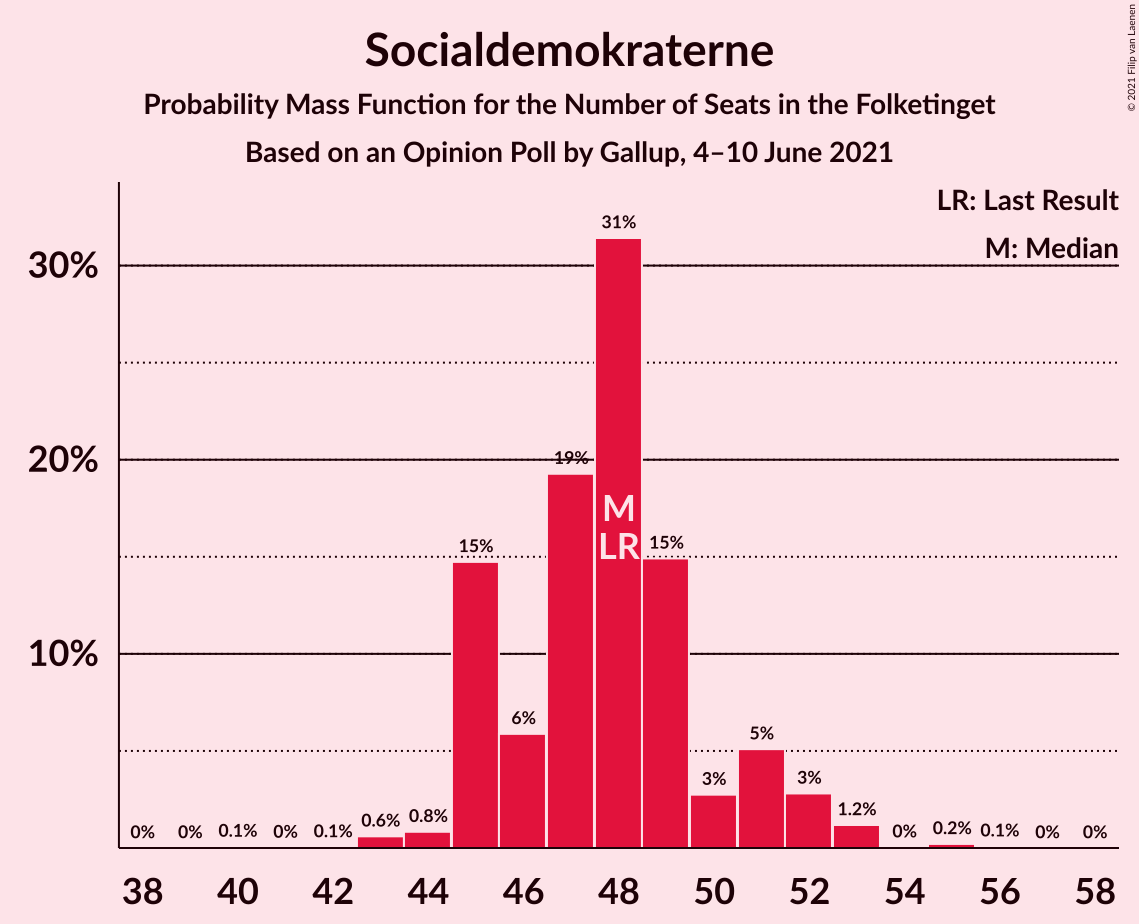 Socialdemokraterne
Probability Mass Function for the Number of Seats in the Folketinget
Based on an Opinion Poll by Gallup, 4–10 June 2021
© 2021 Filip van Laenen
LR: Last Result
M: Median
30%
20%
10%
0%
0%
0.1%
0%
0.1%
0.6%
0.8%
15%
6%
19%
31%
15%
3%
5%
3%
1.2%
0%
0.2%
0.1%
0%
0%
M
LR
38 40 42 44 46 48 50 52 54 56 58